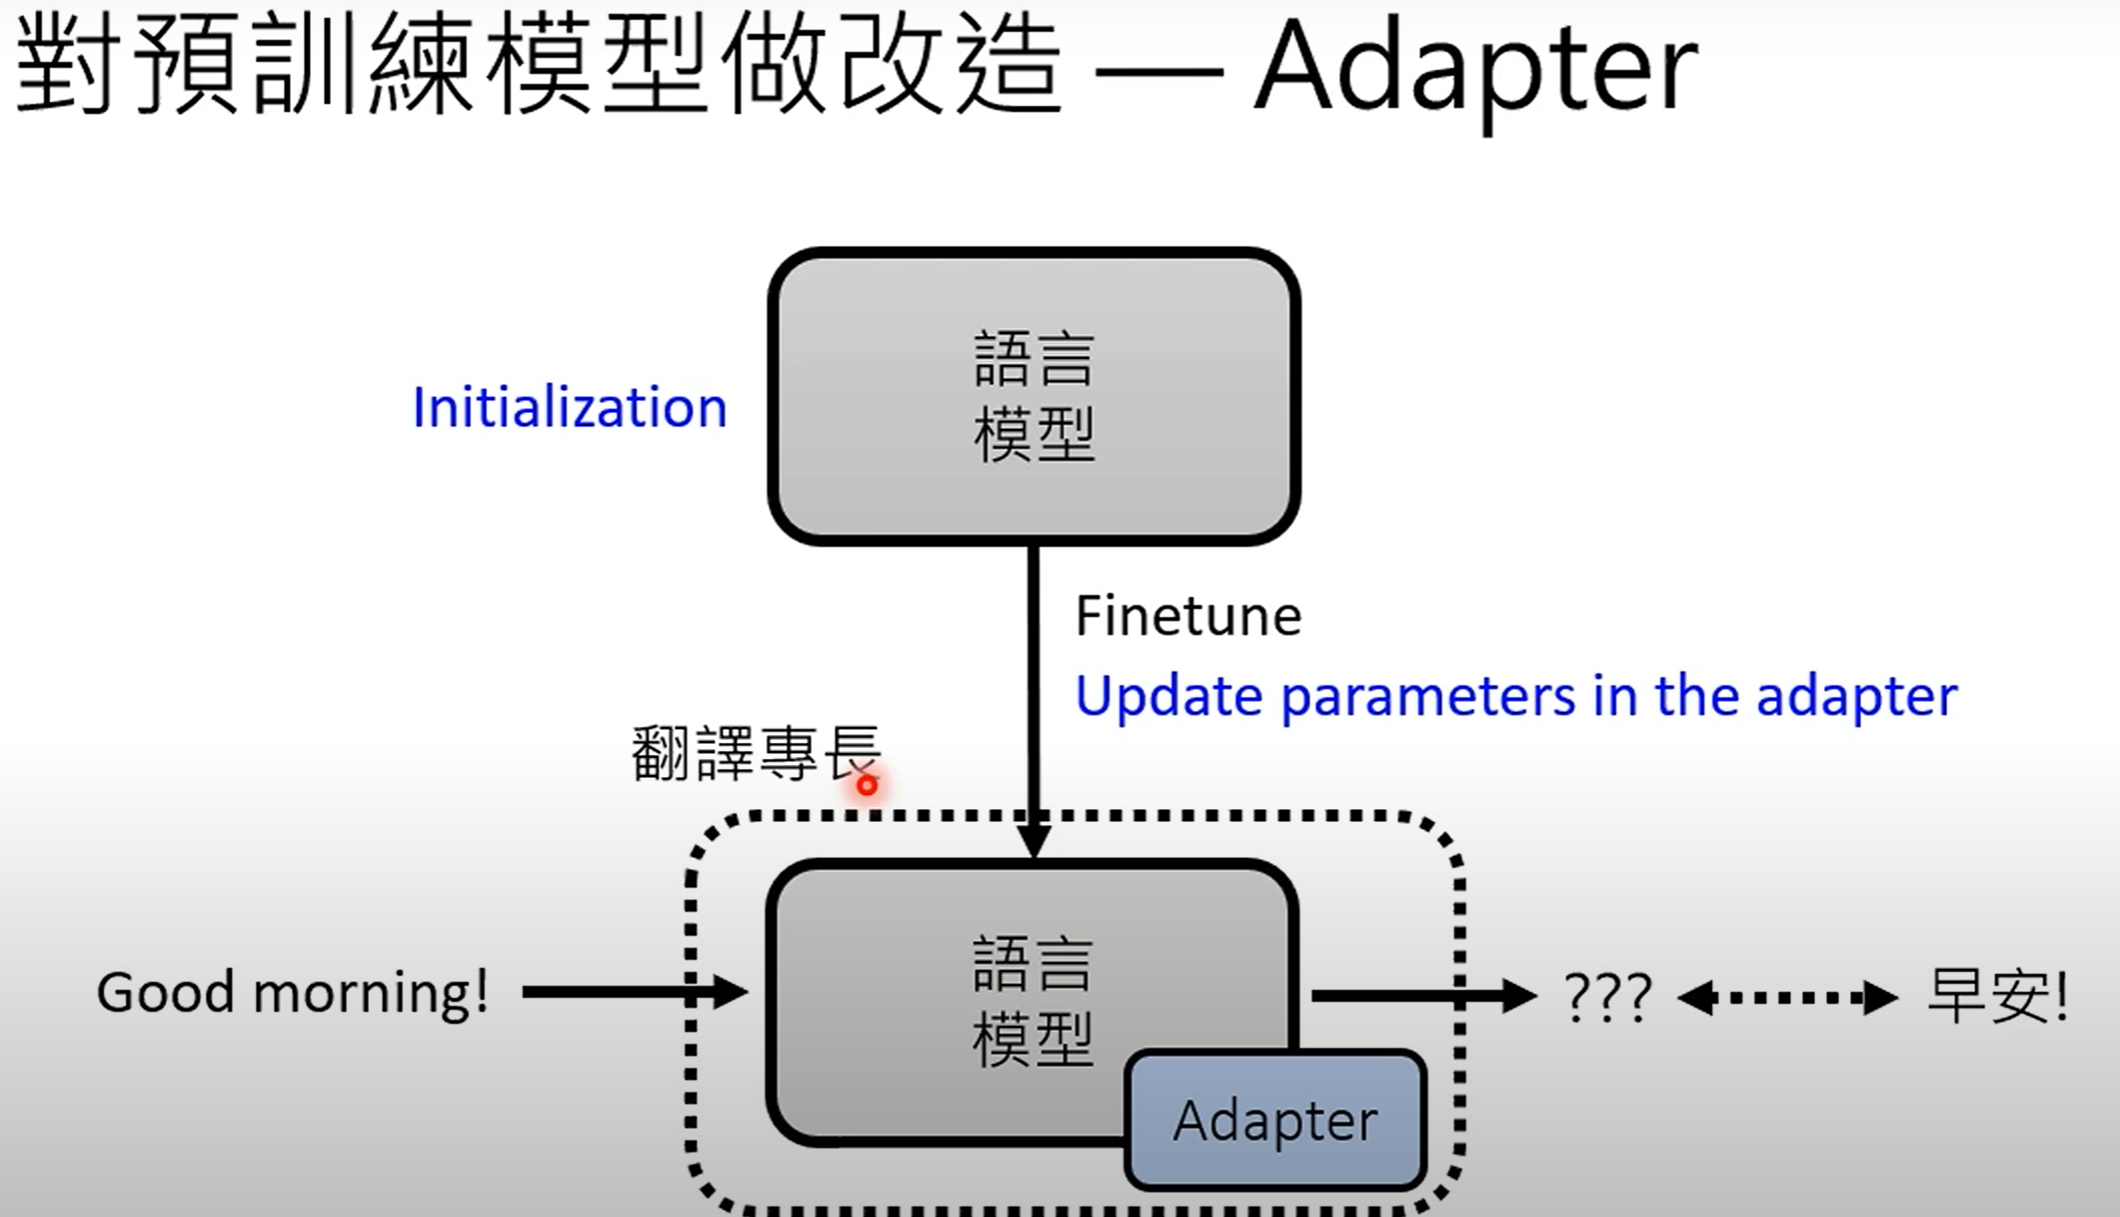 對預訓練模型做改造 — Adapter
語言
模型
Initialization
Finetune
Update parameters in the adapter
翻譯專長
Good morning!
語言
模型
Adapter
???
早安!